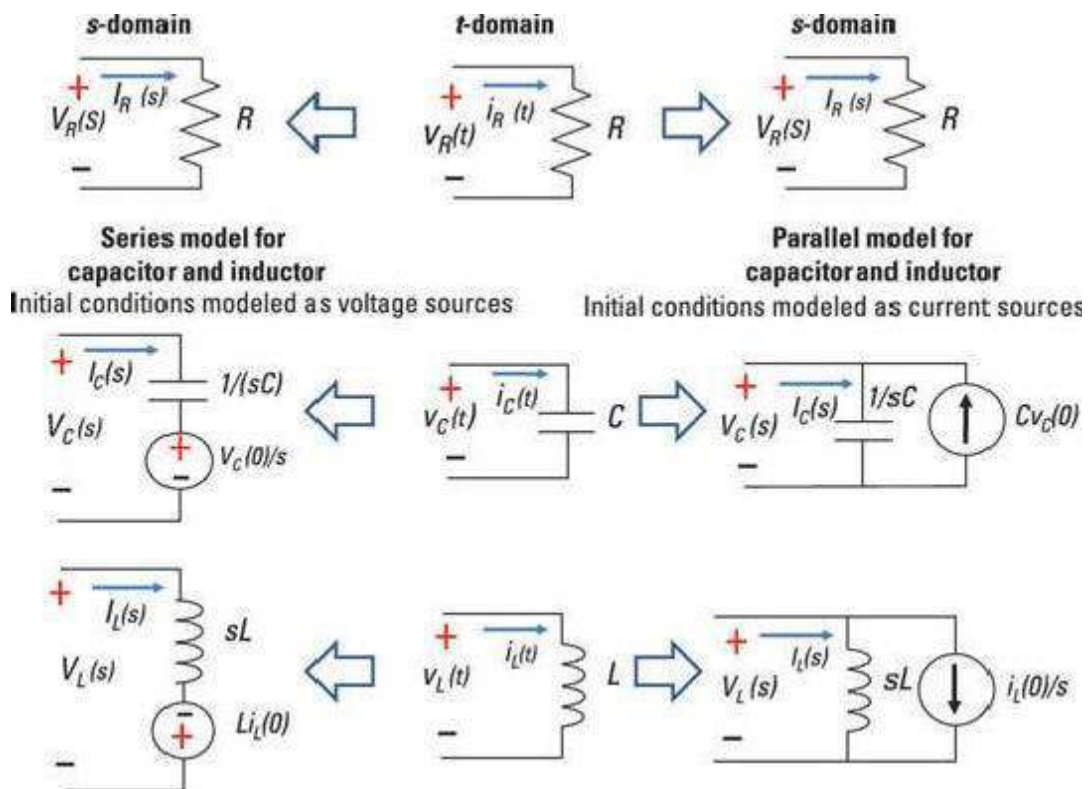 s-domain
t-domain
s-domain
+ I_R (s)
V_R(S)
R
−
+ i_R (t)
v_R(t)
R
−
+ I_R (s)
V_R(S)
R
−
Series model for
capacitor and inductor
Initial conditions modeled as voltage sources
Parallel model for
capacitor and inductor
Initial conditions modeled as current sources
+ I_C(s)
1/(sC)
V_C(s)
+
V_C(0)/s
−
−
+ i_C(t)
v_C(t)
C
−
+ I_C(s) 1/sC
V_C(s)
Cv_C(0)
−
+ I_L(s)
sL
V_L(s)
−
Li_L(0)
+
−
+ i_L(t)
v_L(t)
L
−
+ I_L(s)
V_L(s)
sL
i_L(0)/s
−